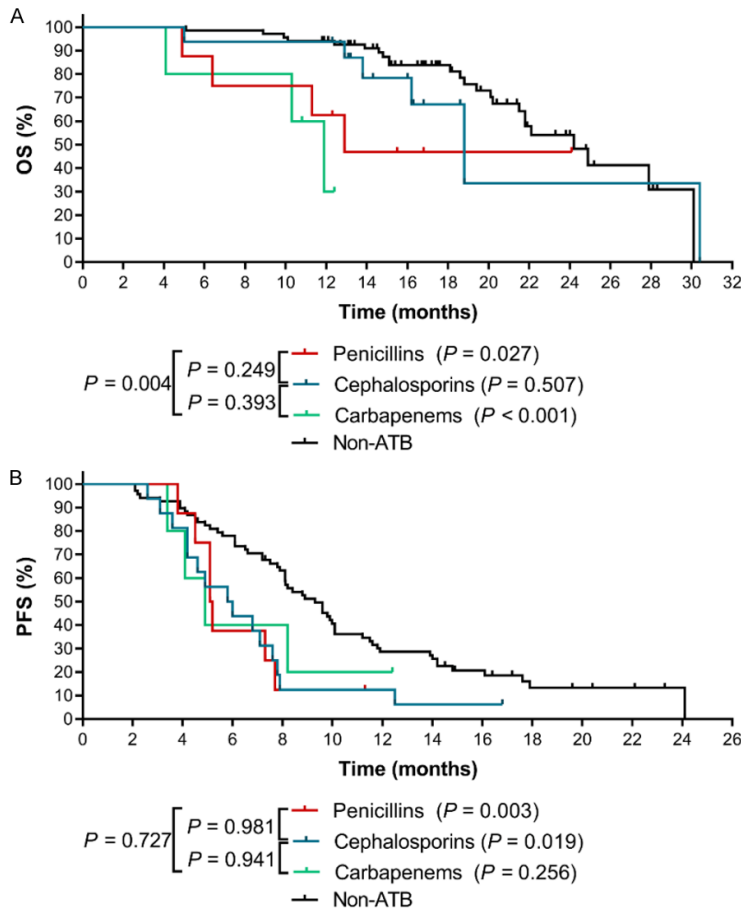 A
OS (%)
100
90
80
70
60
50
40
30
20
10
0
0 2 4 6 8 10 12 14 16 18 20 22 24 26 28 30 32
Time (months)
P = 0.004
P = 0.249
P = 0.393
Penicillins (P = 0.027)
Cephalosporins (P = 0.507)
Carbapenems (P < 0.001)
Non-ATB
B
PFS (%)
100
90
80
70
60
50
40
30
20
10
0
0 2 4 6 8 10 12 14 16 18 20 22 24 26
Time (months)
P = 0.727
P = 0.981
P = 0.941
Penicillins (P = 0.003)
Cephalosporins (P = 0.019)
Carbapenems (P = 0.256)
Non-ATB